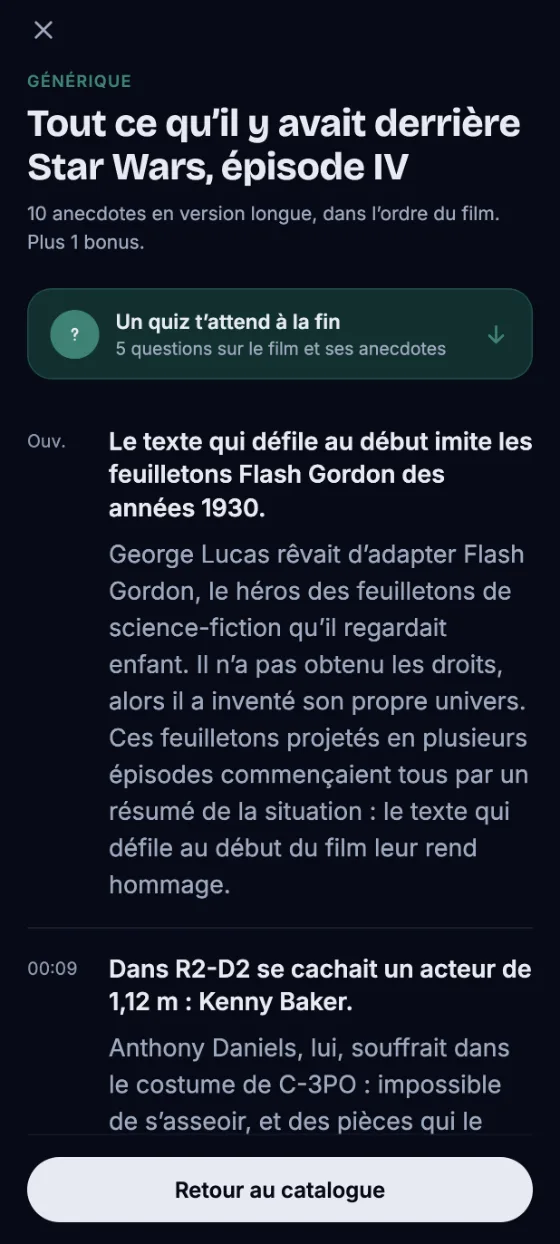 GÉNÉRIQUE
Tout ce qu’il y avait derrière
Star Wars, épisode IV
10 anecdotes en version longue, dans l’ordre du film.
Plus 1 bonus.
?
Un quiz t’attend à la fin
5 questions sur le film et ses anecdotes
Ouv.
Le texte qui défile au début imite les
feuilletons Flash Gordon des
années 1930.
George Lucas rêvait d’adapter Flash
Gordon, le héros des feuilletons de
science-fiction qu’il regardait
enfant. Il n’a pas obtenu les droits,
alors il a inventé son propre univers.
Ces feuilletons projetés en plusieurs
épisodes commençaient tous par un
résumé de la situation : le texte qui
défile au début du film leur rend
hommage.
00:09
Dans R2-D2 se cachait un acteur de
1,12 m : Kenny Baker.
Anthony Daniels, lui, souffrait dans
le costume de C-3PO : impossible
de s’asseoir, et des pièces qui le
Retour au catalogue